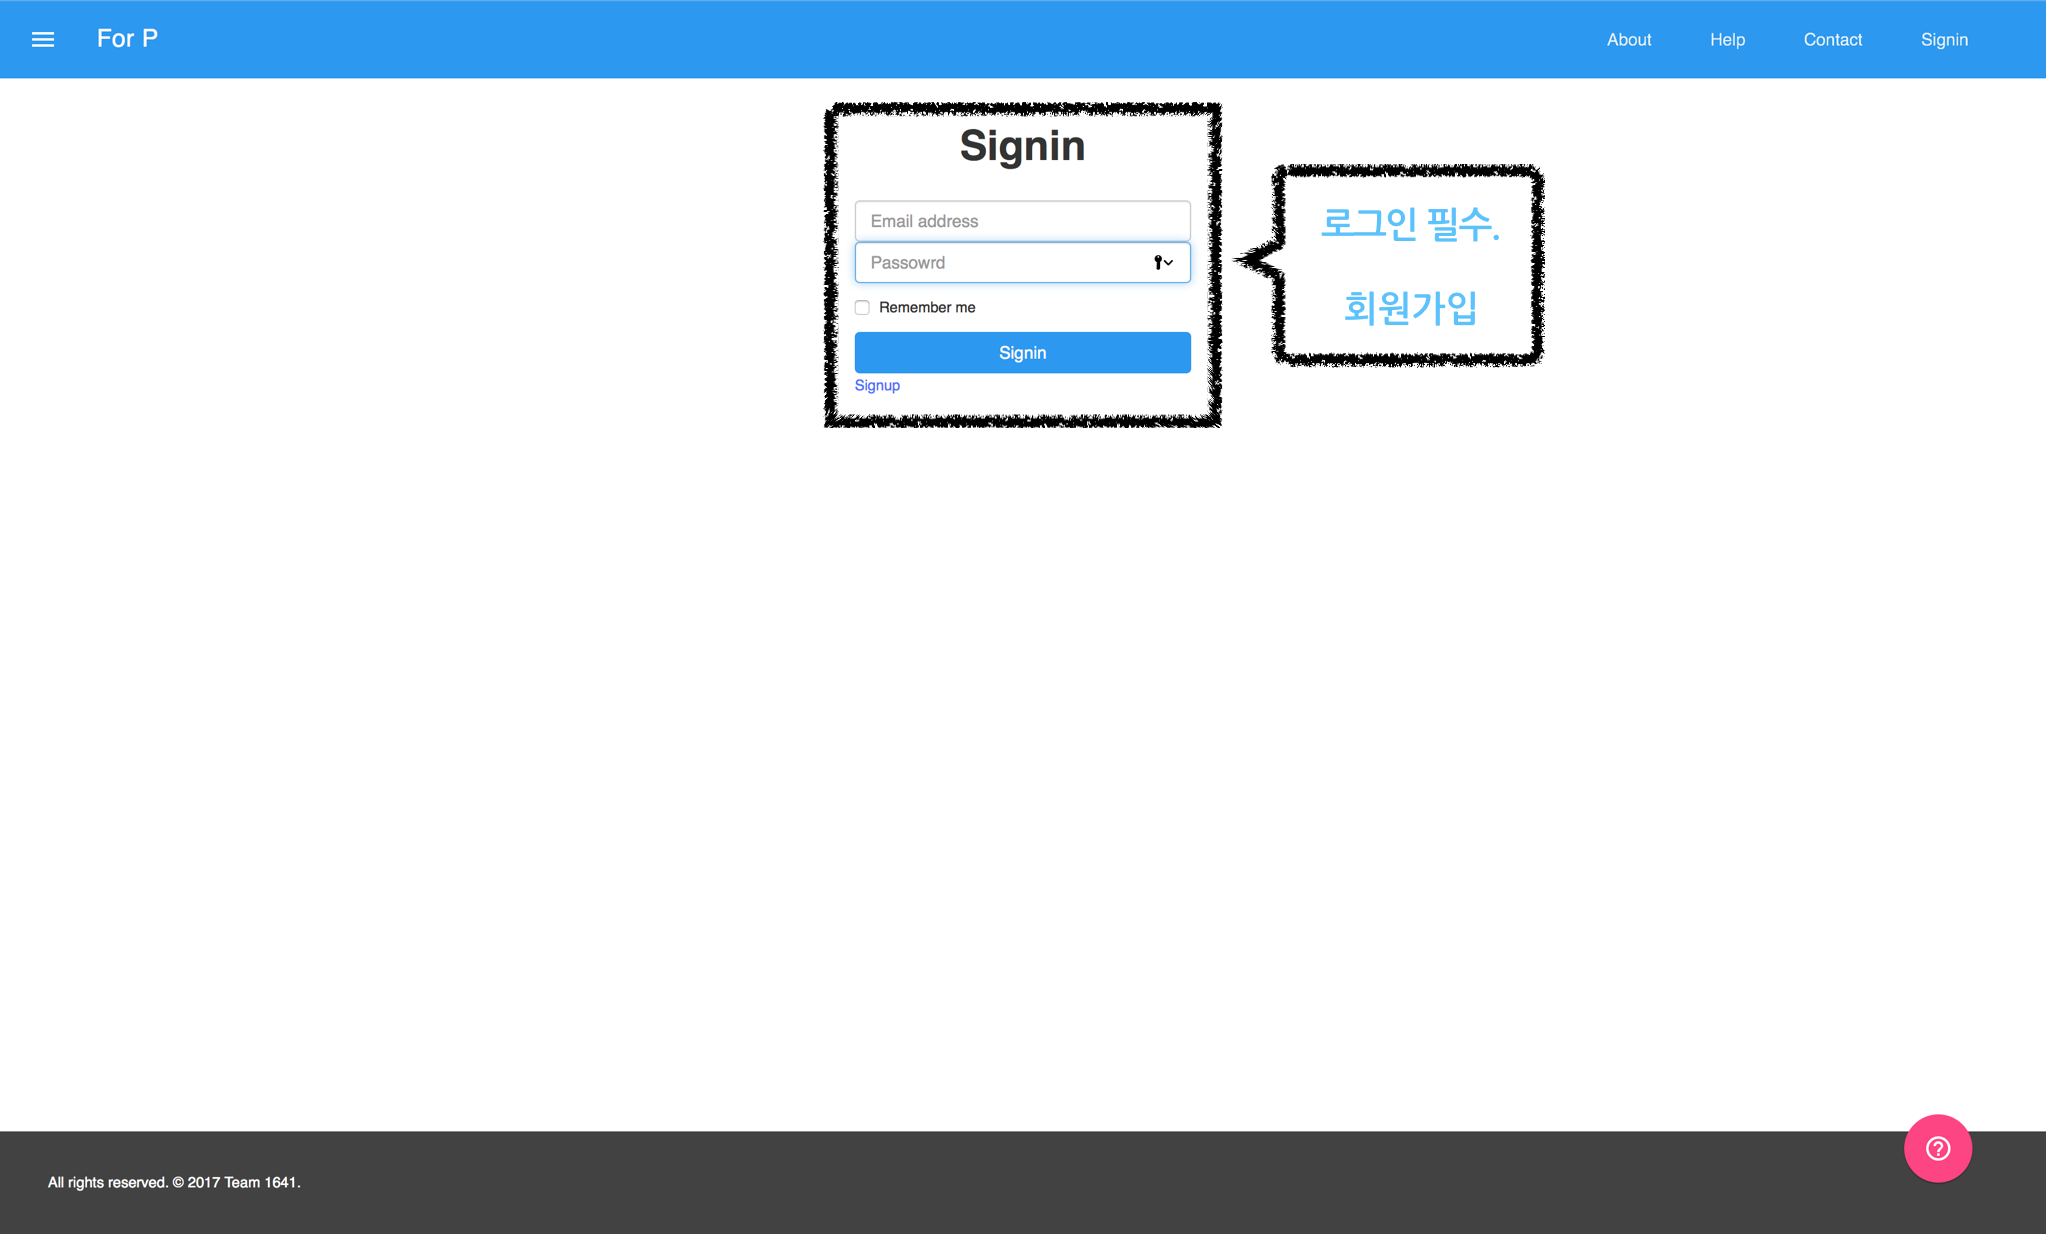 For P
About
Help
Contact
Signin
Signin
Email address
Passowrd
Remember me
Signin
Signup
로그인 필수.
회원가입
All rights reserved. © 2017 Team 1641.